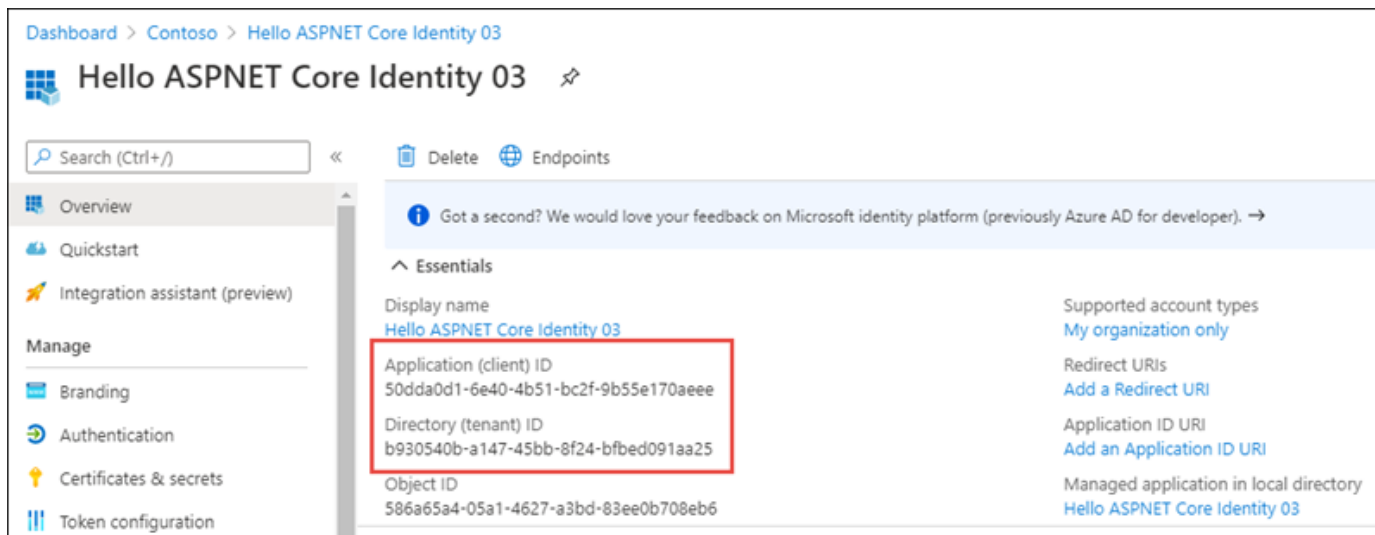 Dashboard > Contoso > Hello ASPNET Core Identity 03
Hello ASPNET Core Identity 03
Search (Ctrl+/)
«
Delete
Endpoints
Overview
Quickstart
Integration assistant (preview)
Manage
Branding
Authentication
Certificates & secrets
Token configuration
Got a second? We would love your feedback on Microsoft identity platform (previously Azure AD for developer). →
Essentials
Display name
Hello ASPNET Core Identity 03
Application (client) ID
50dda0d1-6e40-4b51-bc2f-9b55e170aeee
Directory (tenant) ID
b930540b-a147-45bb-8f24-bfbed091aa25
Object ID
586a65a4-05a1-4627-a3bd-83ee0b708eb6
Supported account types
My organization only
Redirect URIs
Add a Redirect URI
Application ID URI
Add an Application ID URI
Managed application in local directory
Hello ASPNET Core Identity 03